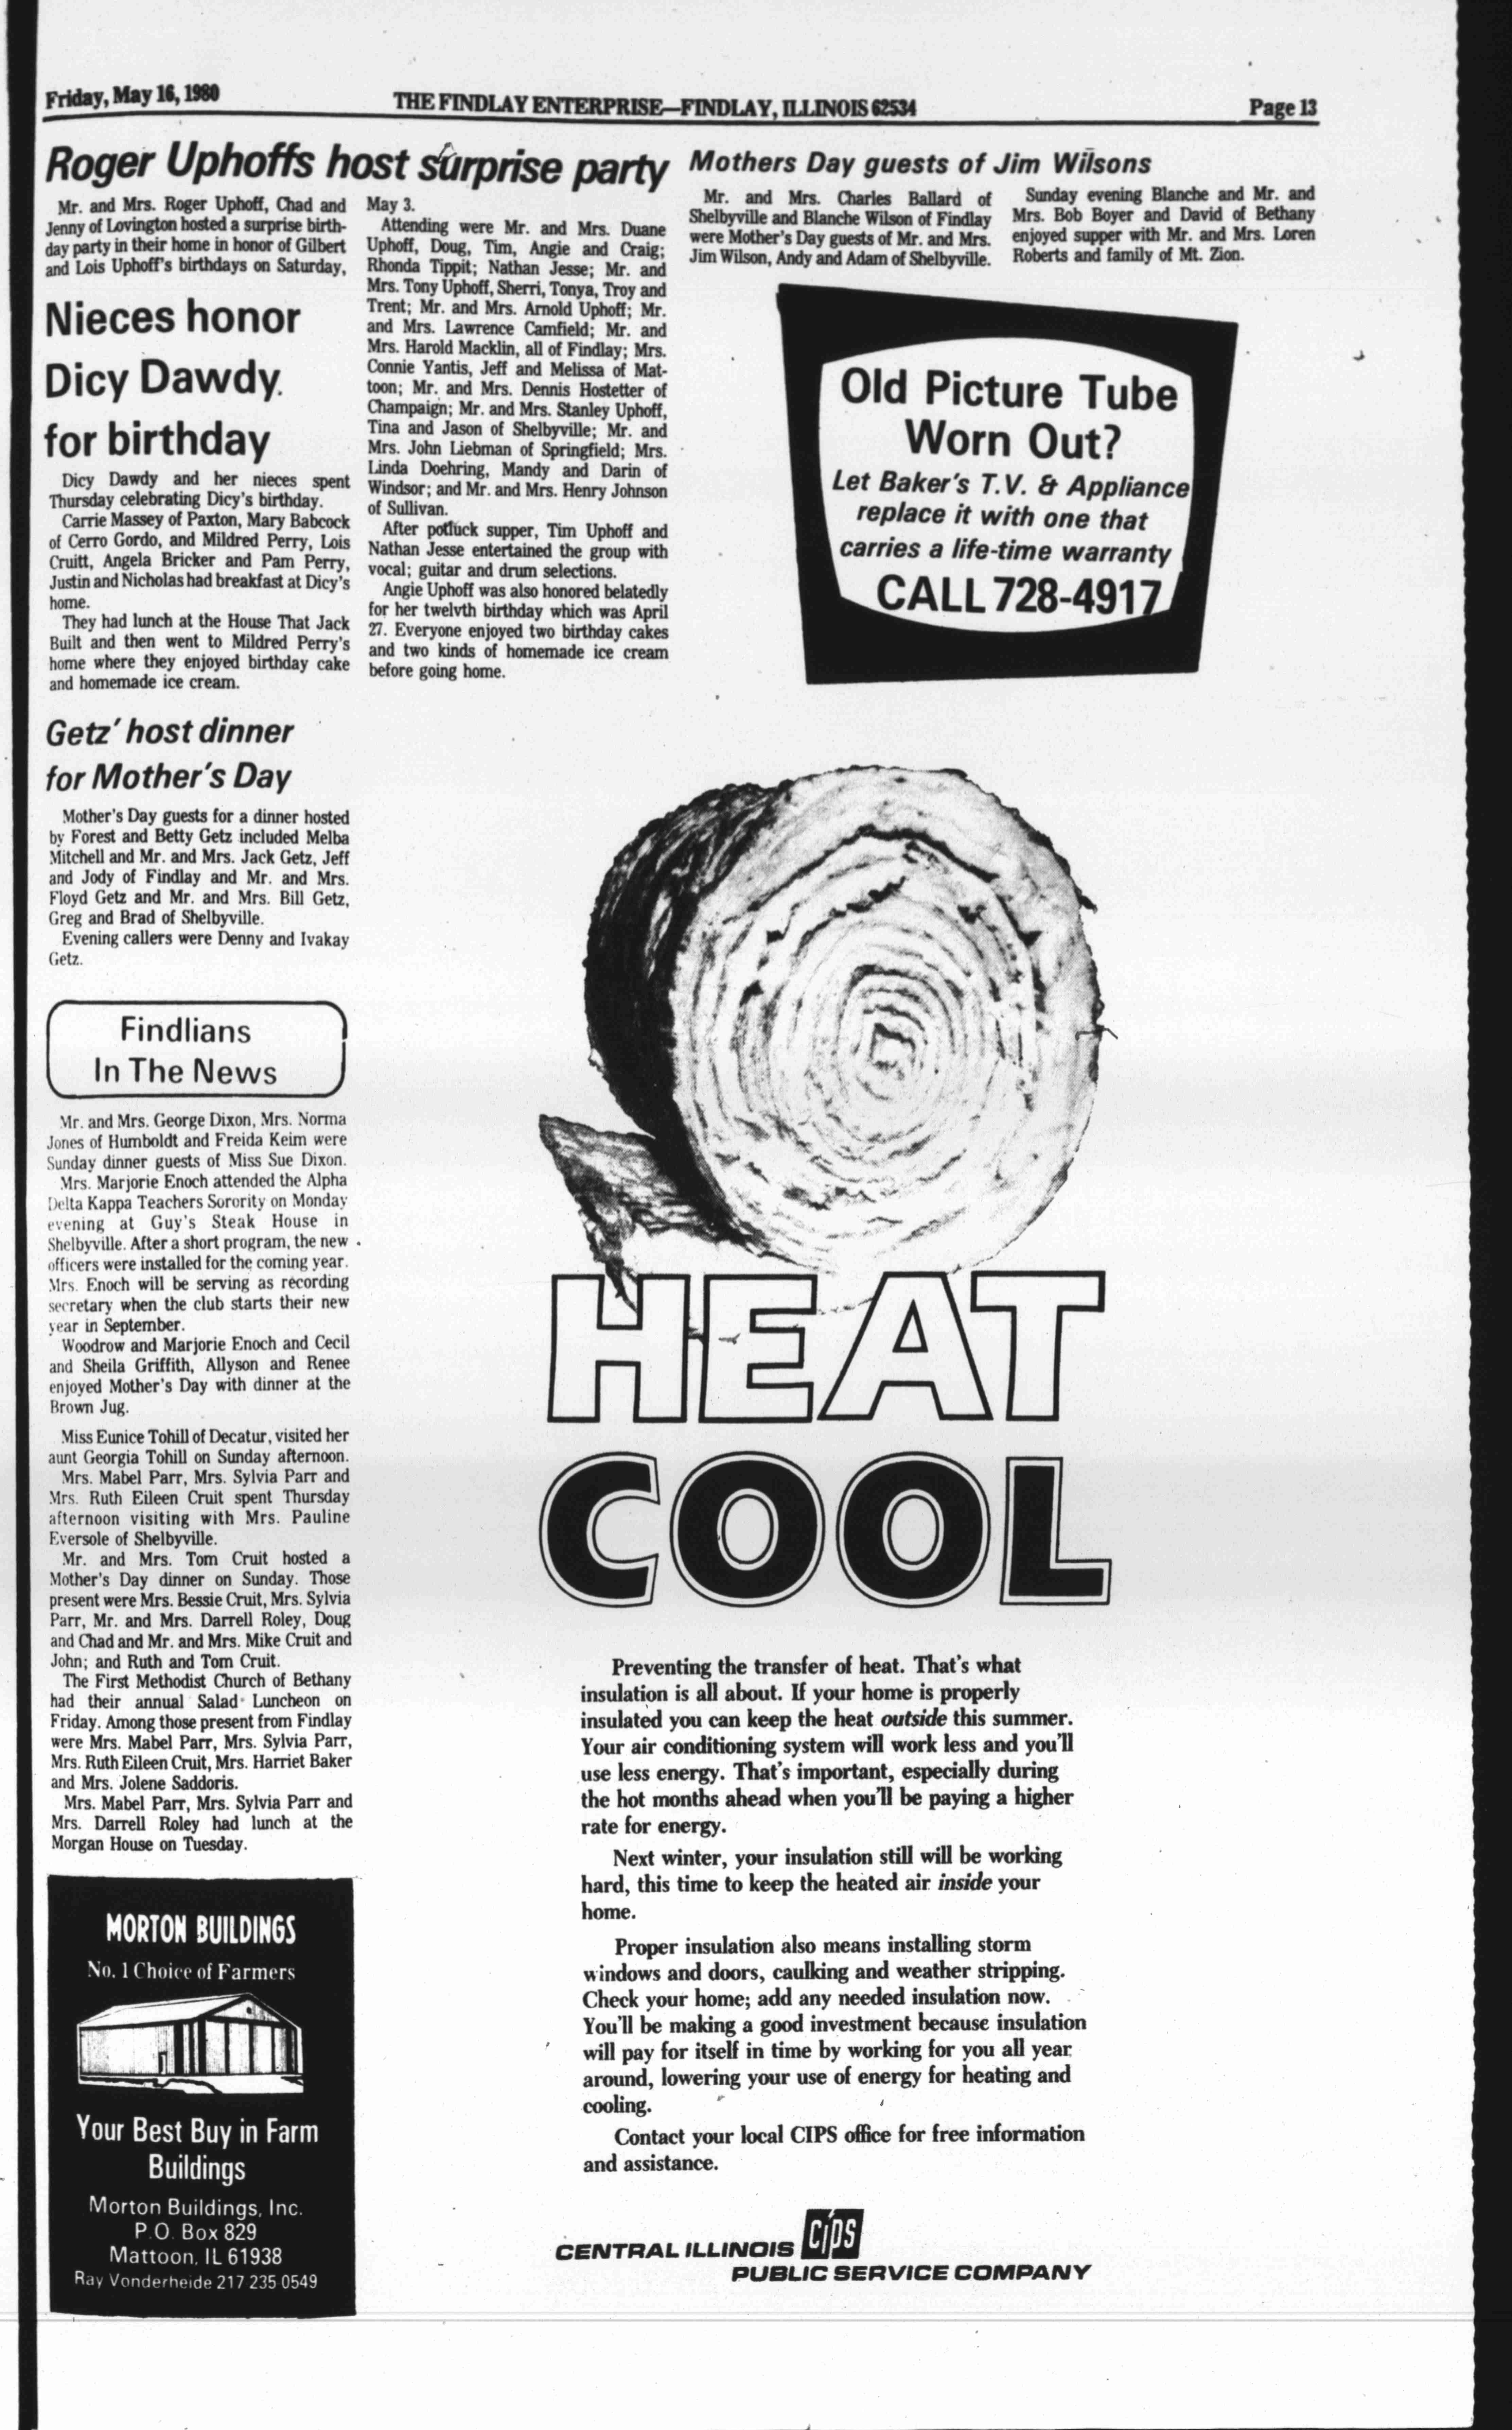 Friday, May 16, 1980
THE FINDLAY ENTERPRISE—FINDLAY, ILLINOIS 62534
Page 13
Roger Uphoffs host surprise party
Mr. and Mrs. Roger Uphoff, Chad and
Jenny of Lovington hosted a surprise birth-
day party in their home in honor of Gilbert
and Lois Uphoff's birthdays on Saturday,
May 3.
Attending were Mr. and Mrs. Duane
Uphoff, Doug, Tim, Angie and Craig;
Rhonda Tippit; Nathan Jesse; Mr. and
Mrs. Tony Uphoff, Sherri, Tonya, Troy and
Trent; Mr. and Mrs. Arnold Uphoff; Mr.
and Mrs. Lawrence Camfield; Mr. and
Mrs. Harold Macklin, all of Findlay; Mrs.
Connie Yantis, Jeff and Melissa of Mat-
toon; Mr. and Mrs. Dennis Hostetter of
Champaign; Mr. and Mrs. Stanley Uphoff,
Tina and Jason of Shelbyville; Mr. and
Mrs. John Liebman of Springfield; Mrs.
Linda Doehring, Mandy and Darin of
Windsor; and Mr. and Mrs. Henry Johnson
of Sullivan.
After potluck supper, Tim Uphoff and
Nathan Jesse entertained the group with
vocal; guitar and drum selections.
Angie Uphoff was also honored belatedly
for her twelvth birthday which was April
27. Everyone enjoyed two birthday cakes
and two kinds of homemade ice cream
before going home.
Nieces honor
Dicy Dawdy
for birthday
Dicy Dawdy and her nieces spent
Thursday celebrating Dicy's birthday.
Carrie Massey of Paxton, Mary Babcock
of Cerro Gordo, and Mildred Perry, Lois
Cruitt, Angela Bricker and Pam Perry,
Justin and Nicholas had breakfast at Dicy's
home.
They had lunch at the House That Jack
Built and then went to Mildred Perry's
home where they enjoyed birthday cake
and homemade ice cream.
Getz' host dinner
for Mother's Day
Mother's Day guests for a dinner hosted
by Forest and Betty Getz included Melba
Mitchell and Mr. and Mrs. Jack Getz, Jeff
and Jody of Findlay and Mr. and Mrs.
Floyd Getz and Mr. and Mrs. Bill Getz,
Greg and Brad of Shelbyville.
Evening callers were Denny and Ivakay
Getz.
Findlians
In The News
Mr. and Mrs. George Dixon, Mrs. Norma
Jones of Humboldt and Freida Keim were
Sunday dinner guests of Miss Sue Dixon.
Mrs. Marjorie Enoch attended the Alpha
Delta Kappa Teachers Sorority on Monday
evening at Guy's Steak House in
Shelbyville. After a short program, the new
officers were installed for the coming year.
Mrs. Enoch will be serving as recording
secretary when the club starts their new
year in September.
Woodrow and Marjorie Enoch and Cecil
and Sheila Griffith, Allyson and Renee
enjoyed Mother's Day with dinner at the
Brown Jug.
Miss Eunice Tohill of Decatur, visited her
aunt Georgia Tohill on Sunday afternoon.
Mrs. Mabel Parr, Mrs. Sylvia Parr and
Mrs. Ruth Eileen Cruit spent Thursday
afternoon visiting with Mrs. Pauline
Eversole of Shelbyville.
Mr. and Mrs. Tom Cruit hosted a
Mother's Day dinner on Sunday. Those
present were Mrs. Bessie Cruit, Mrs. Sylvia
Parr, Mr. and Mrs. Darrell Roley, Doug
and Chad and Mr. and Mrs. Mike Cruit and
John; and Ruth and Tom Cruit.
The First Methodist Church of Bethany
had their annual Salad Luncheon on
Friday. Among those present from Findlay
were Mrs. Mabel Parr, Mrs. Sylvia Parr,
Mrs. Ruth Eileen Cruit, Mrs. Harriet Baker
and Mrs. Jolene Saddoris.
Mrs. Mabel Parr, Mrs. Sylvia Parr and
Mrs. Darrell Roley had lunch at the
Morgan House on Tuesday.
MORTON BUILDINGS
No. 1 Choice of Farmers
Your Best Buy in Farm
Buildings
Morton Buildings, Inc.
P.O. Box 829
Mattoon, IL 61938
Ray Vonderheide 217 235 0549
Mothers Day guests of Jim Wilsons
Mr. and Mrs. Charles Ballard of
Shelbyville and Blanche Wilson of Findlay
were Mother's Day guests of Mr. and Mrs.
Jim Wilson, Andy and Adam of Shelbyville.
Sunday evening Blanche and Mr. and
Mrs. Bob Boyer and David of Bethany
enjoyed supper with Mr. and Mrs. Loren
Roberts and family of Mt. Zion.
Old Picture Tube
Worn Out?
Let Baker's T.V. & Appliance
replace it with one that
carries a life-time warranty
CALL 728-4917
HEAT
COOL
Preventing the transfer of heat. That's what
insulation is all about. If your home is properly
insulated you can keep the heat outside this summer.
Your air conditioning system will work less and you'll
use less energy. That's important, especially during
the hot months ahead when you'll be paying a higher
rate for energy.
Next winter, your insulation still will be working
hard, this time to keep the heated air inside your
home.
Proper insulation also means installing storm
windows and doors, caulking and weather stripping.
Check your home; add any needed insulation now.
You'll be making a good investment because insulation
will pay for itself in time by working for you all year
around, lowering your use of energy for heating and
cooling.
Contact your local CIPS office for free information
and assistance.
CENTRAL ILLINOIS
CIPS
PUBLIC SERVICE COMPANY